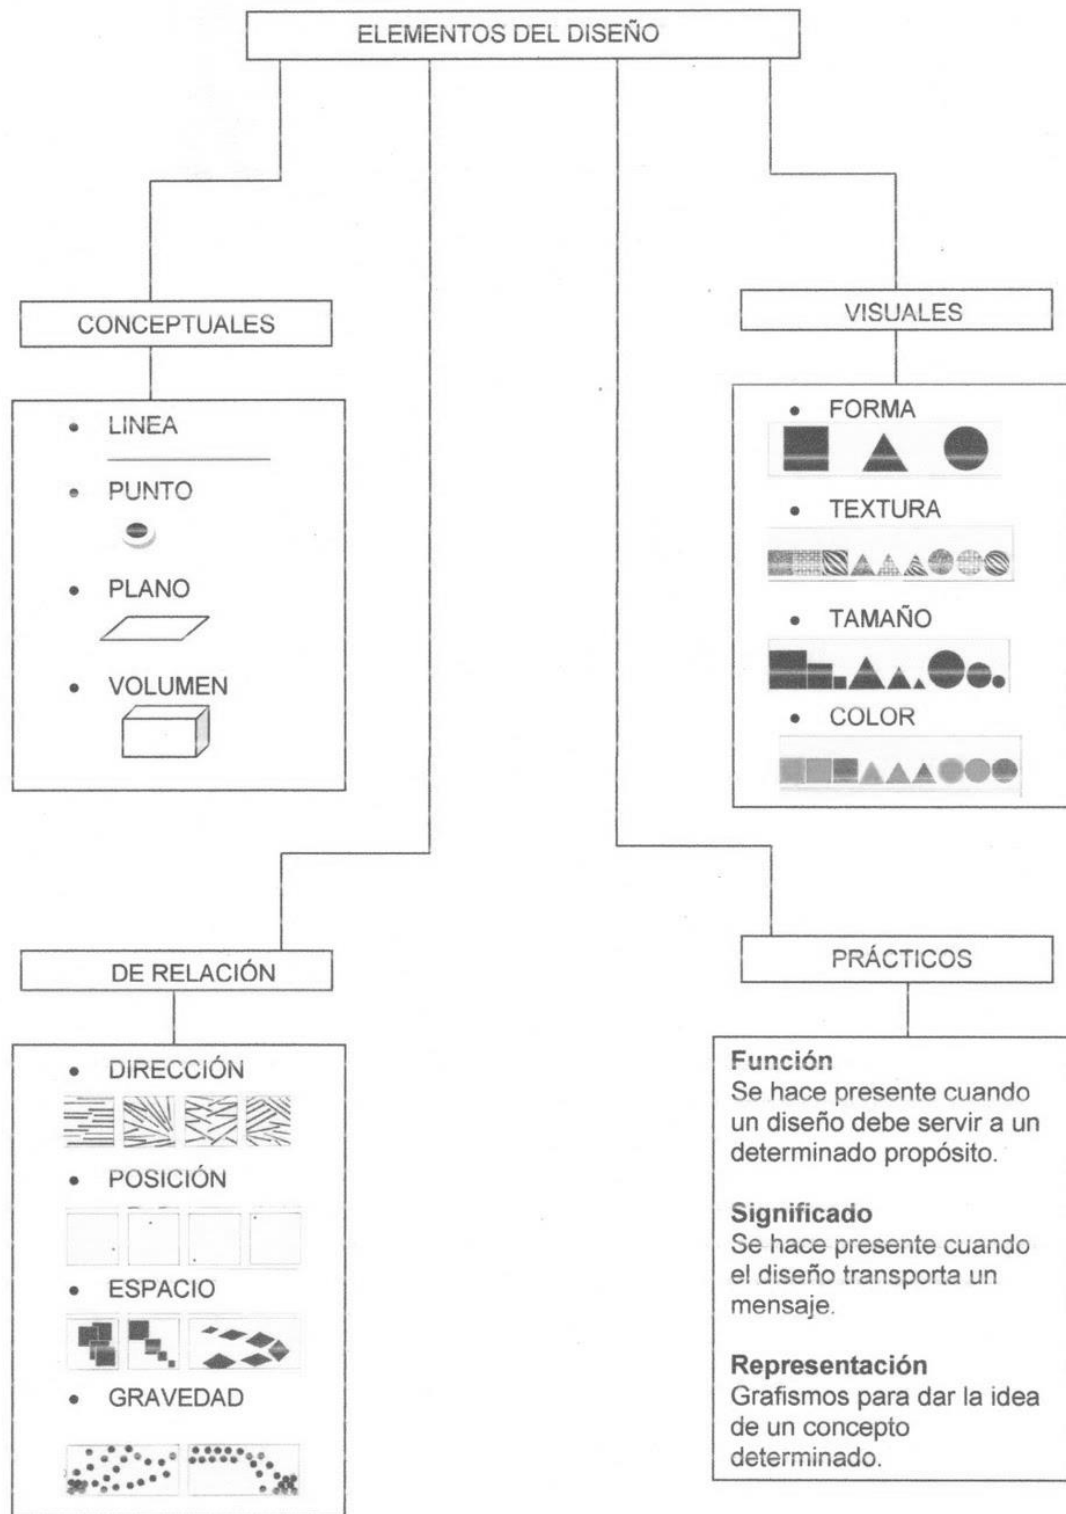 ELEMENTOS DEL DISEÑO
CONCEPTUALES
• LINEA
• PUNTO
• PLANO
• VOLUMEN
VISUALES
• FORMA
• TEXTURA
• TAMAÑO
• COLOR
DE RELACIÓN
• DIRECCIÓN
• POSICIÓN
• ESPACIO
• GRAVEDAD
PRÁCTICOS
Función
Se hace presente cuando
un diseño debe servir a un
determinado propósito.
Significado
Se hace presente cuando
el diseño transporta un
mensaje.
Representación
Grafismos para dar la idea
de un concepto
determinado.